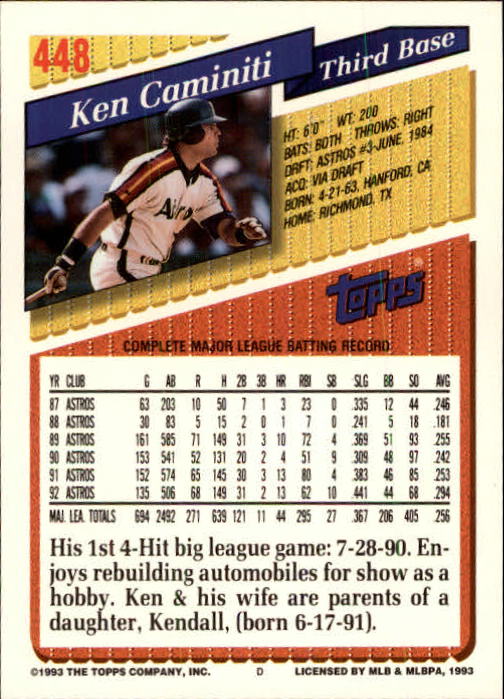 448
Ken Caminiti
Third Base
HT: 6'0" WT: 200
BATS: BOTH THROWS: RIGHT
DRFT: ASTROS #3-JUNE, 1984
ACQ: VIA DRAFT
BORN: 4-21-63, HANFORD, CA
HOME: RICHMOND, TX
Astros
topps®
COMPLETE MAJOR LEAGUE BATTING RECORD
YR CLUB G AB R H 2B 3B HR RBI SB SLG BB SO AVG
87 ASTROS 63 203 10 50 7 1 3 23 0 .335 12 44 .246
88 ASTROS 30 83 5 15 2 0 1 7 0 .241 5 18 .181
89 ASTROS 161 585 71 149 31 3 10 72 4 .369 51 93 .255
90 ASTROS 153 541 52 131 20 2 4 51 9 .309 48 97 .242
91 ASTROS 152 574 65 145 30 3 13 80 4 .383 46 85 .253
92 ASTROS 135 506 68 149 31 2 13 62 10 .441 44 68 .294
MAJ. LEA. TOTALS 694 2492 271 639 121 11 44 295 27 .367 206 405 .256
His 1st 4-Hit big league game: 7-28-90. En-
joys rebuilding automobiles for show as a
hobby. Ken & his wife are parents of a
daughter, Kendall, (born 6-17-91).
©1993 THE TOPPS COMPANY, INC. D LICENSED BY MLB & MLBPA, 1993